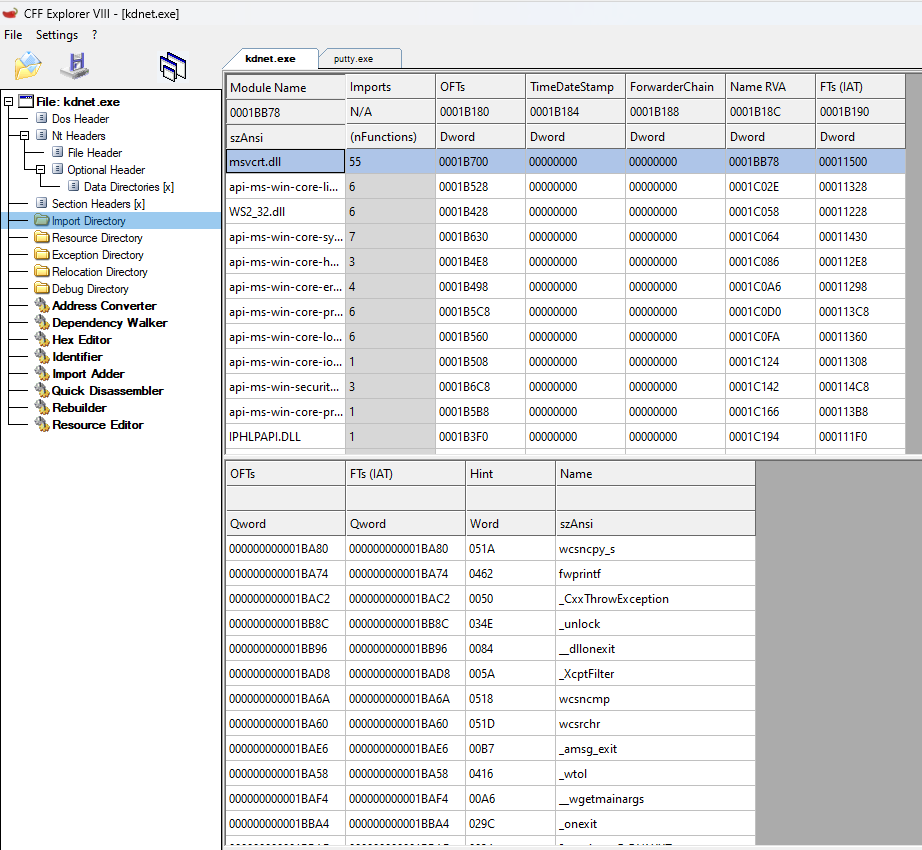 CFF Explorer VIII - [kdnet.exe]
File Settings ?
kdnet.exe putty.exe
File: kdnet.exe
Dos Header
Nt Headers
File Header
Optional Header
Data Directories [x]
Section Headers [x]
Import Directory
Resource Directory
Exception Directory
Relocation Directory
Debug Directory
Address Converter
Dependency Walker
Hex Editor
Identifier
Import Adder
Quick Disassembler
Rebuilder
Resource Editor
Module Name Imports OFTs TimeDateStamp ForwarderChain Name RVA FTs (IAT)
0001BB78 N/A 0001B180 0001B184 0001B188 0001B18C 0001B190
szAnsi (nFunctions) Dword Dword Dword Dword Dword
msvcrt.dll 55 0001B700 00000000 00000000 0001BB78 00011500
api-ms-win-core-li... 6 0001B528 00000000 00000000 0001C02E 00011328
WS2_32.dll 6 0001B428 00000000 00000000 0001C058 00011228
api-ms-win-core-sy... 7 0001B630 00000000 00000000 0001C064 00011430
api-ms-win-core-h... 3 0001B4E8 00000000 00000000 0001C086 000112E8
api-ms-win-core-er... 4 0001B498 00000000 00000000 0001C0A6 00011298
api-ms-win-core-pr... 6 0001B5C8 00000000 00000000 0001C0D0 000113C8
api-ms-win-core-lo... 6 0001B560 00000000 00000000 0001C0FA 00011360
api-ms-win-core-io... 1 0001B508 00000000 00000000 0001C124 00011308
api-ms-win-securit... 3 0001B6C8 00000000 00000000 0001C142 000114C8
api-ms-win-core-pr... 1 0001B5B8 00000000 00000000 0001C166 000113B8
IPHLPAPI.DLL 1 0001B3F0 00000000 00000000 0001C194 000111F0
OFTs FTs (IAT) Hint Name
Qword Qword Word szAnsi
000000000001BA80 000000000001BA80 051A wcsncpy_s
000000000001BA74 000000000001BA74 0462 fwprintf
000000000001BAC2 000000000001BAC2 0050 _CxxThrowException
000000000001BB8C 000000000001BB8C 034E _unlock
000000000001BB96 000000000001BB96 0084 __dllonexit
000000000001BAD8 000000000001BAD8 005A _XcptFilter
000000000001BA6A 000000000001BA6A 0518 wcsncmp
000000000001BA60 000000000001BA60 051D wcsrchr
000000000001BAE6 000000000001BAE6 00B7 _amsg_exit
000000000001BA58 000000000001BA58 0416 _wtol
000000000001BAF4 000000000001BAF4 00A6 __wgetmainargs
000000000001BBA4 000000000001BBA4 029C _onexit